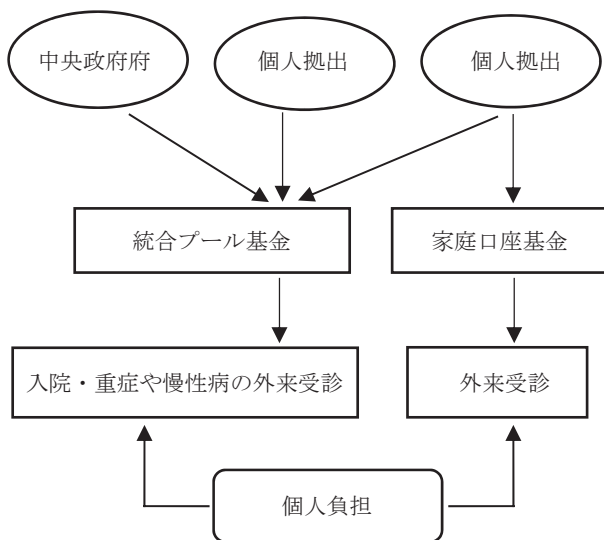 中央政府府
個人拠出
個人拠出
統合プール基金
家庭口座基金
入院・重症や慢性病の外来受診
外来受診
個人負担